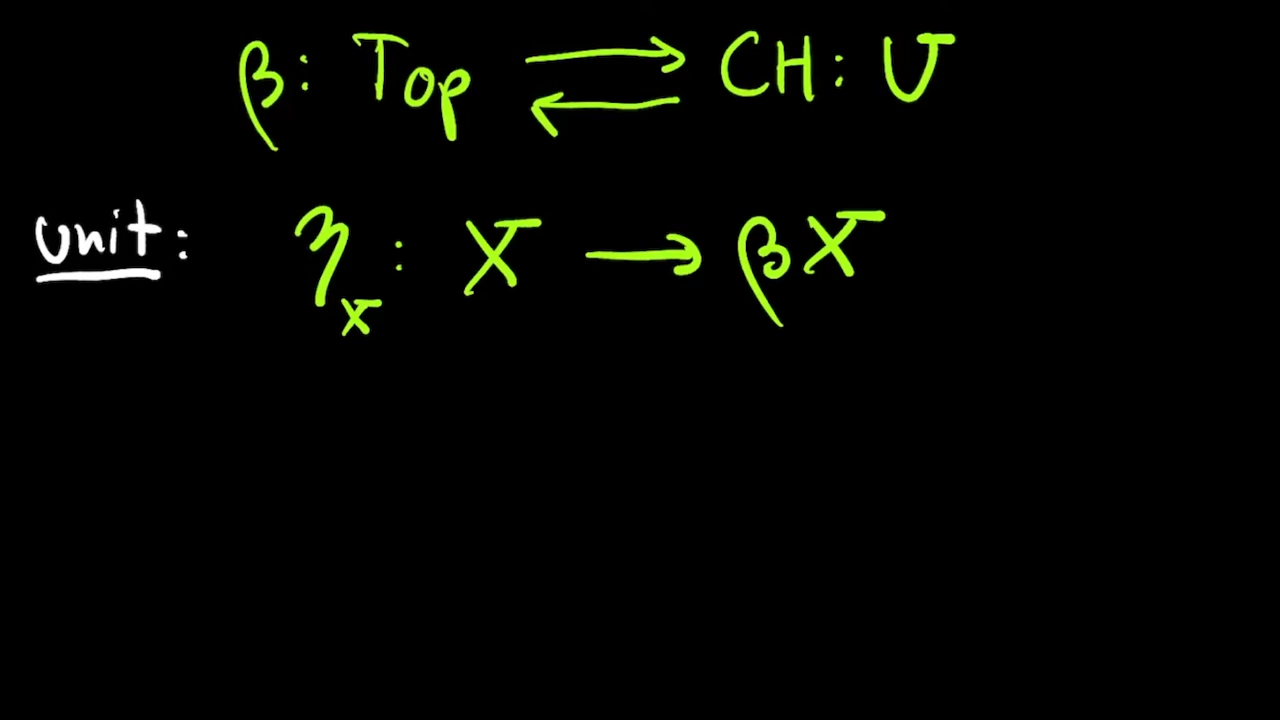 β: Top ⇄ CH: U
unit: η_X : X → βX